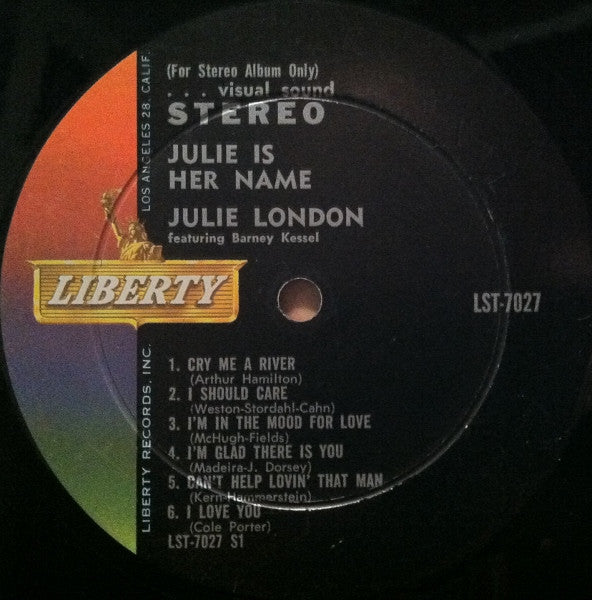 (For Stereo Album Only)
. . . visual sound
STEREO
JULIE IS
HER NAME
JULIE LONDON
featuring Barney Kessel
LOS ANGELES 28, CALIF.
LIBERTY
LIBERTY RECORDS, INC.
LST-7027
1. CRY ME A RIVER
(Arthur Hamilton)
2. I SHOULD CARE
(Weston-Stordahl-Cahn)
3. I'M IN THE MOOD FOR LOVE
(McHugh-Fields)
4. I'M GLAD THERE IS YOU
(Madeira-J. Dorsey)
5. CAN'T HELP LOVIN' THAT MAN
(Kern-Hammerstein)
6. I LOVE YOU
(Cole Porter)
LST-7027 S1